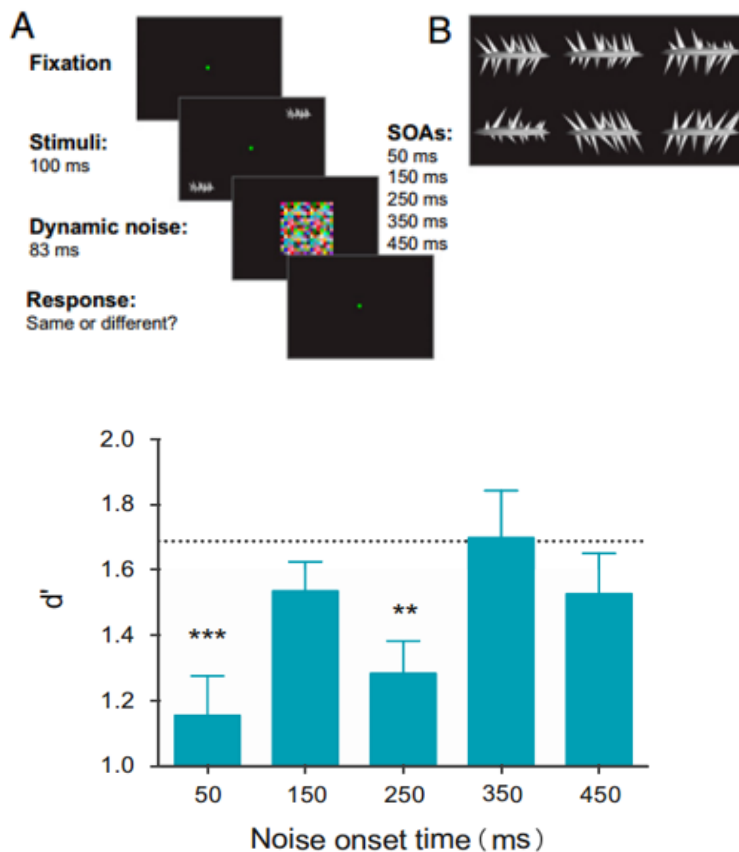 A
Fixation
Stimuli:
100 ms
Dynamic noise:
83 ms
Response:
Same or different?
SOAs:
50 ms
150 ms
250 ms
350 ms
450 ms
B
2.0
1.8
1.6
1.4
1.2
1.0
d'
***
**
50 150 250 350 450
Noise onset time (ms)